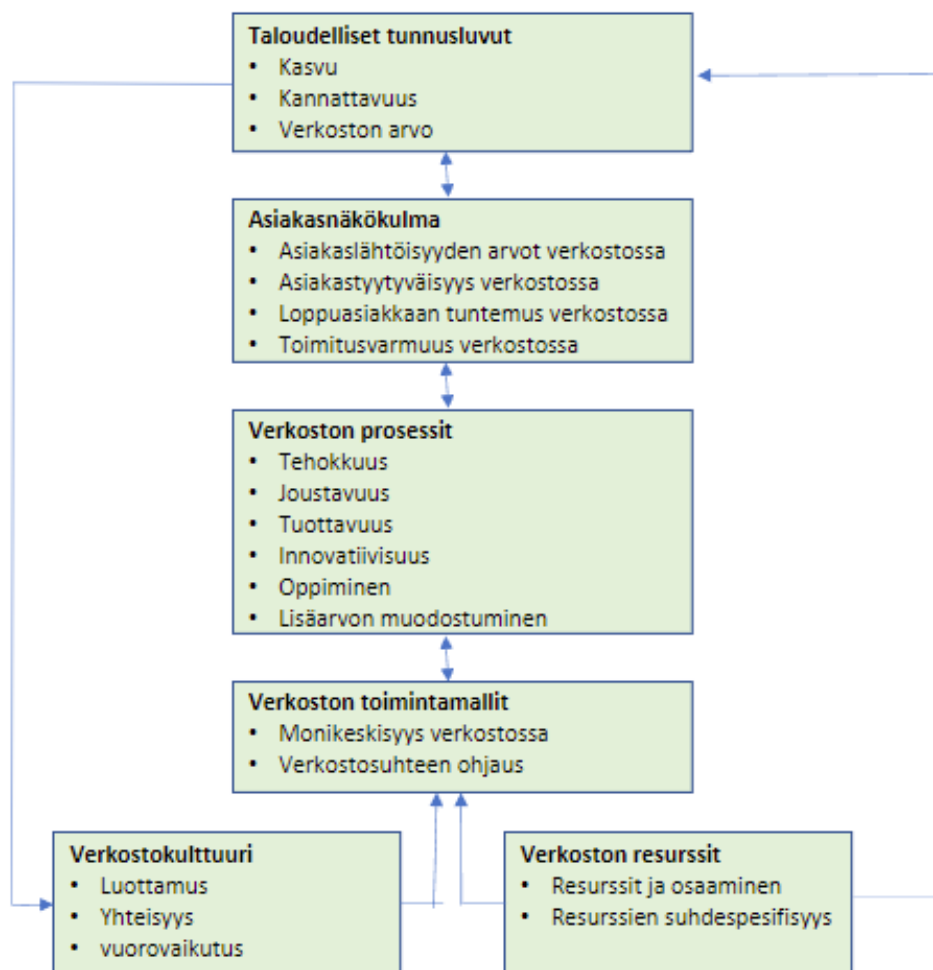 Taloudelliset tunnusluvut
• Kasvu
• Kannattavuus
• Verkoston arvo
Asiakasnäkökulma
• Asiakaslähtöisyyden arvot verkostossa
• Asiakastyytyväisyys verkostossa
• Loppuasiakkaan tuntemus verkostossa
• Toimitusvarmuus verkostossa
Verkoston prosessit
• Tehokkuus
• Joustavuus
• Tuottavuus
• Innovatiivisuus
• Oppiminen
• Lisäarvon muodostuminen
Verkoston toimintamallit
• Monikeskisyys verkostossa
• Verkostosuhteen ohjaus
Verkostokulttuuri
• Luottamus
• Yhteisyys
• vuorovaikutus
Verkoston resurssit
• Resurssit ja osaaminen
• Resurssien suhdespesifisyys